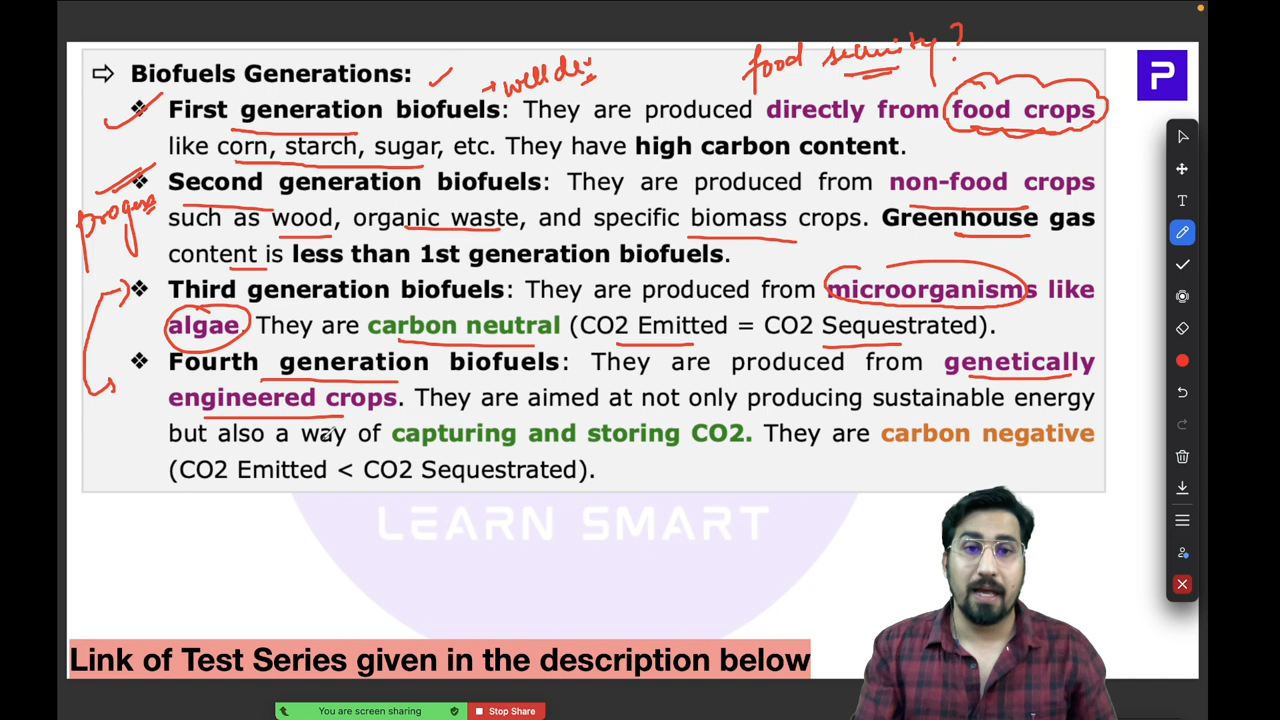 food security?
→ well de
⇨ Biofuels Generations:
❖ First generation biofuels: They are produced directly from food crops
like corn, starch, sugar, etc. They have high carbon content.
❖ Second generation biofuels: They are produced from non-food crops
such as wood, organic waste, and specific biomass crops. Greenhouse gas
content is less than 1st generation biofuels.
progress
❖ Third generation biofuels: They are produced from microorganisms like
algae. They are carbon neutral (CO2 Emitted = CO2 Sequestrated).
❖ Fourth generation biofuels: They are produced from genetically
engineered crops. They are aimed at not only producing sustainable energy
but also a way of capturing and storing CO2. They are carbon negative
(CO2 Emitted < CO2 Sequestrated).
LEARN SMART
P
T
Link of Test Series given in the description below
You are screen sharing
Stop Share